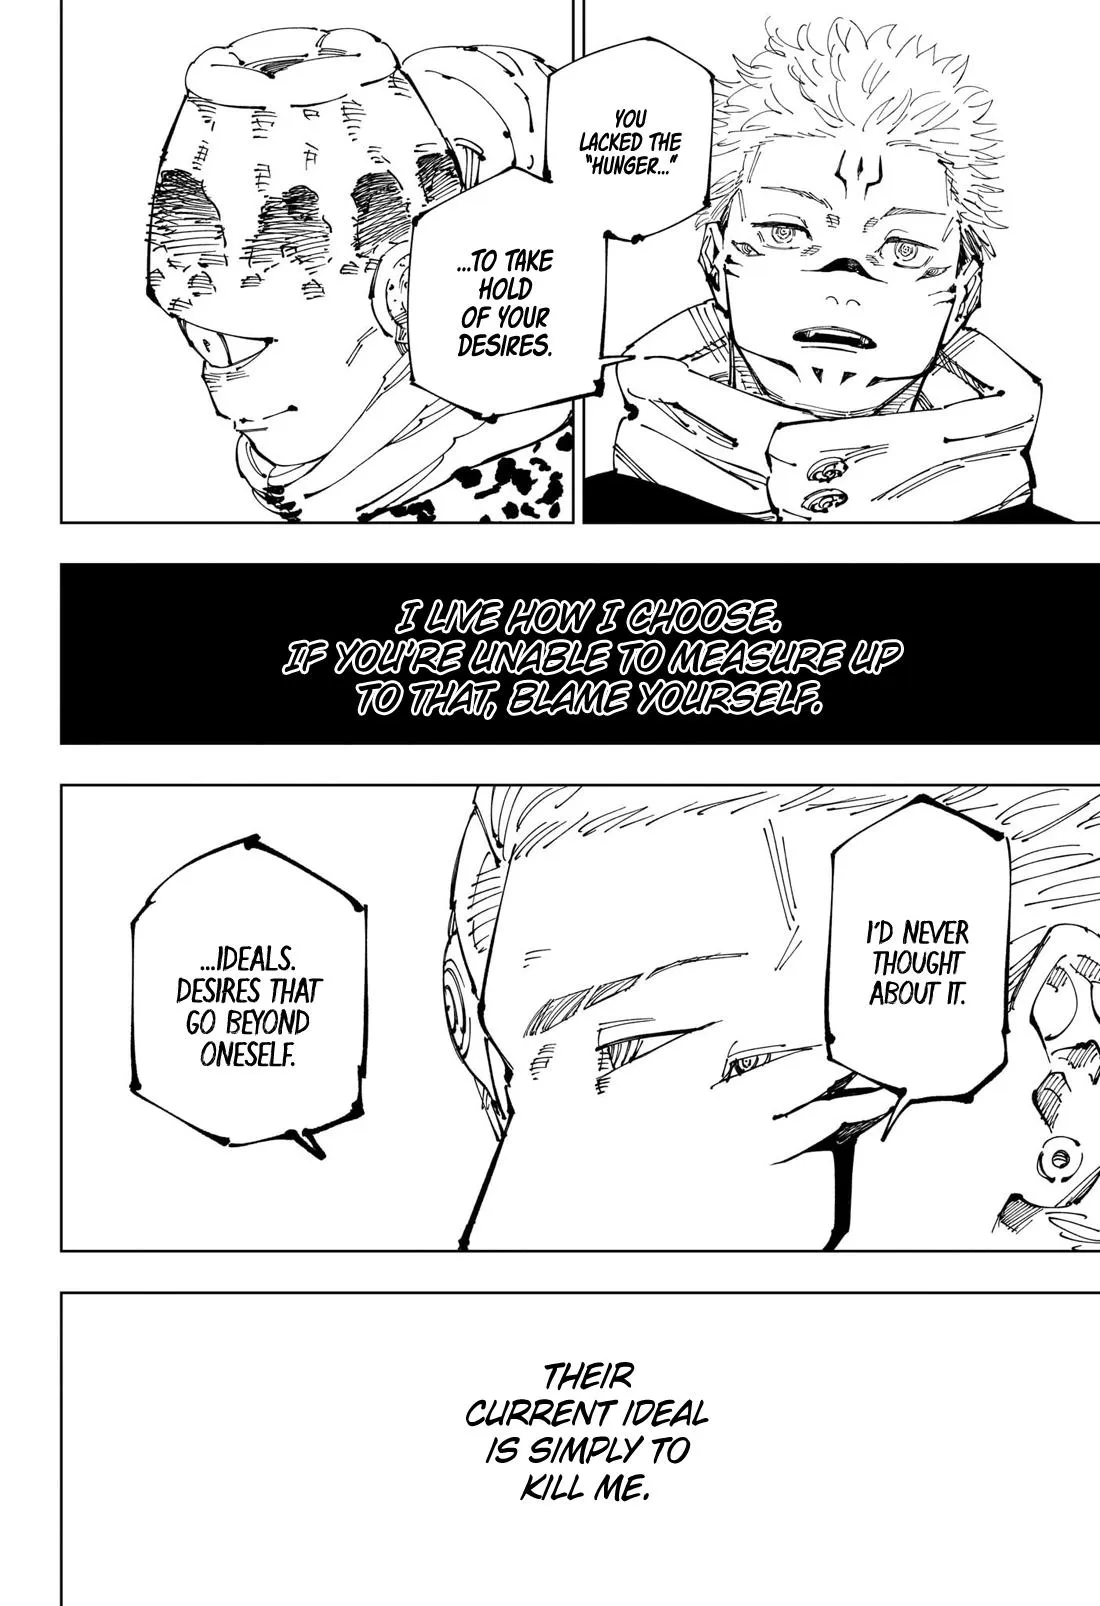 YOU
LACKED THE
"HUNGER..."
...TO TAKE
HOLD
OF YOUR
DESIRES.
I LIVE HOW I CHOOSE.
IF YOU'RE UNABLE TO MEASURE UP
TO THAT, BLAME YOURSELF.
I'D NEVER
THOUGHT
ABOUT IT.
...IDEALS.
DESIRES THAT
GO BEYOND
ONESELF.
THEIR
CURRENT IDEAL
IS SIMPLY TO
KILL ME.